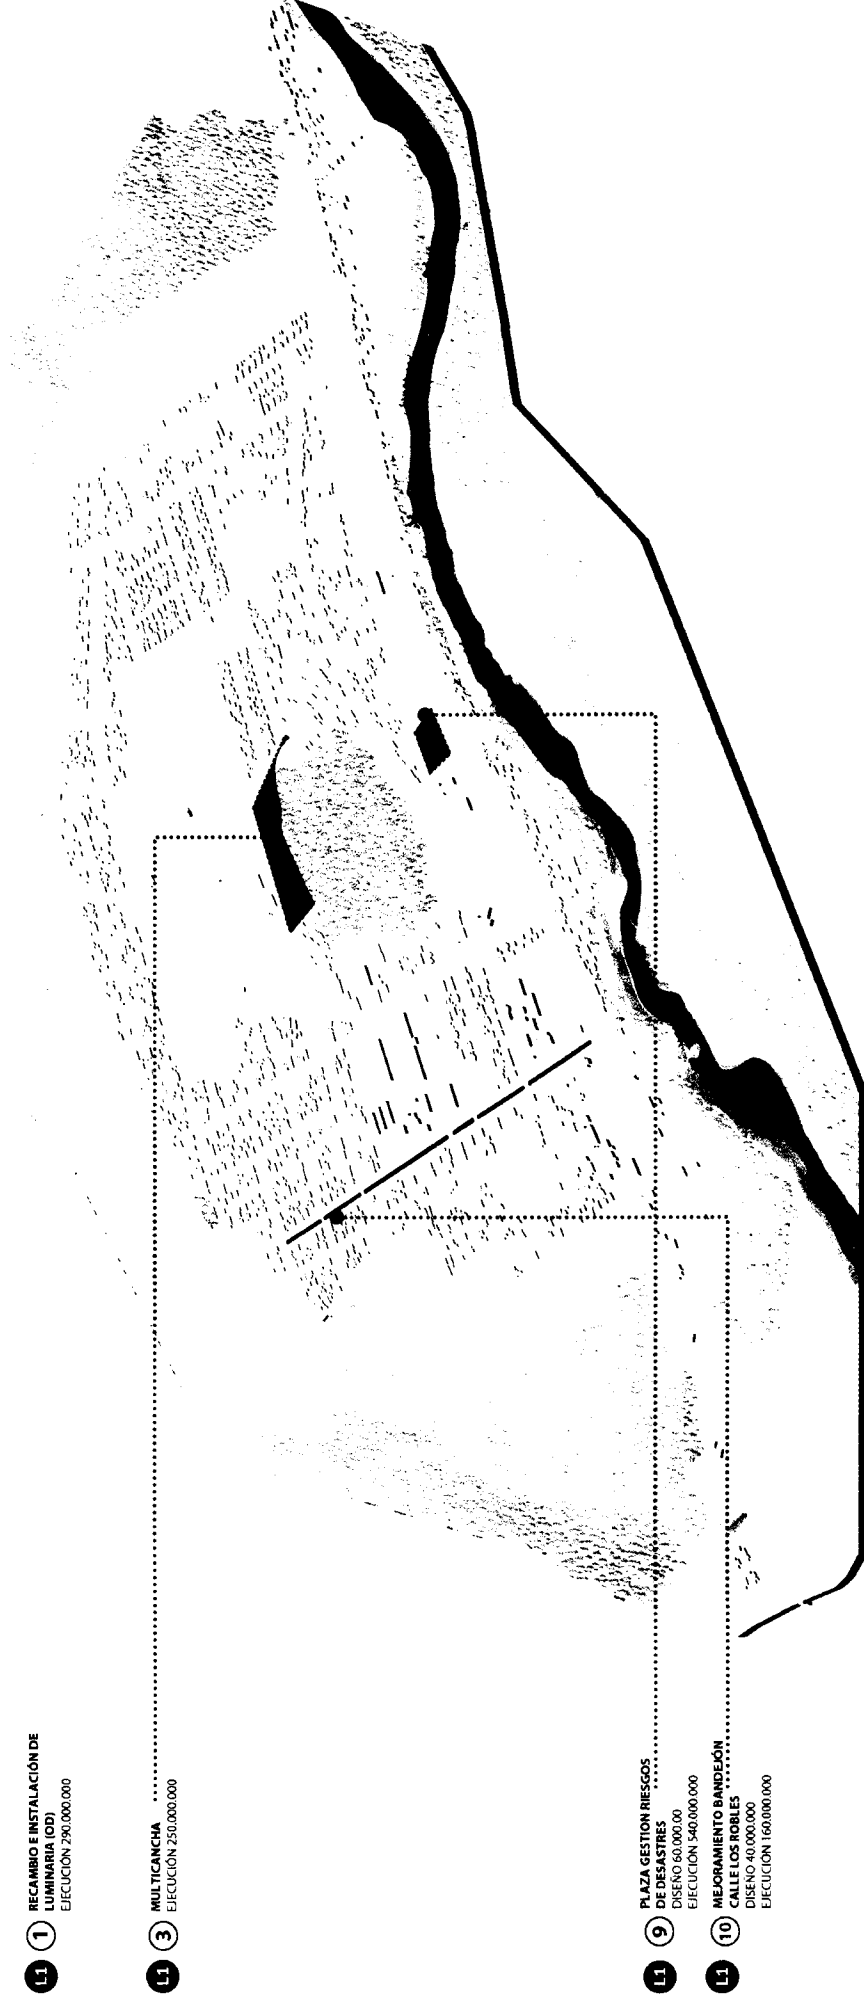 L1 1 RECAMBIO E INSTALACIÓN DE
LUMINARIA (OD)
EJECUCIÓN 290.000.000
L1 3 MULTICANCHA
EJECUCIÓN 250.000.000
L1 9 PLAZA GESTION RIESGOS
DE DESASTRES
DISEÑO 60.000.00
EJECUCIÓN 540.000.000
L1 10 MEJORAMIENTO BANDEJÓN
CALLE LOS ROBLES
DISEÑO 40.000.000
EJECUCIÓN 160.000.000